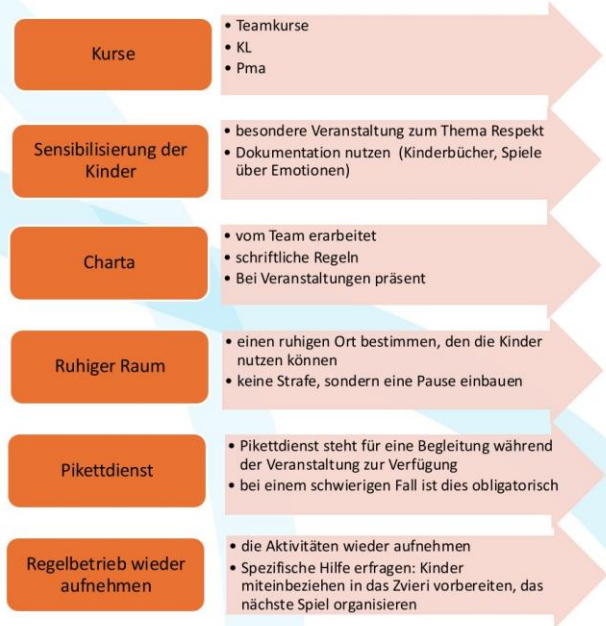 Kurse
• Teamkurse
• KL
• Pma
Sensibilisierung der
Kinder
• besondere Veranstaltung zum Thema Respekt
• Dokumentation nutzen (Kinderbücher, Spiele
über Emotionen)
Charta
• vom Team erarbeitet
• schriftliche Regeln
• Bei Veranstaltungen präsent
Ruhiger Raum
• einen ruhigen Ort bestimmen, den die Kinder
nutzen können
• keine Strafe, sondern eine Pause einbauen
Pikettdienst
• Pikettdienst steht für eine Begleitung während
der Veranstaltung zur Verfügung
• bei einem schwierigen Fall ist dies obligatorisch
Regelbetrieb wieder
aufnehmen
• die Aktivitäten wieder aufnehmen
• Spezifische Hilfe erfragen: Kinder
miteinbeziehen in das Zvieri vorbereiten, das
nächste Spiel organisieren